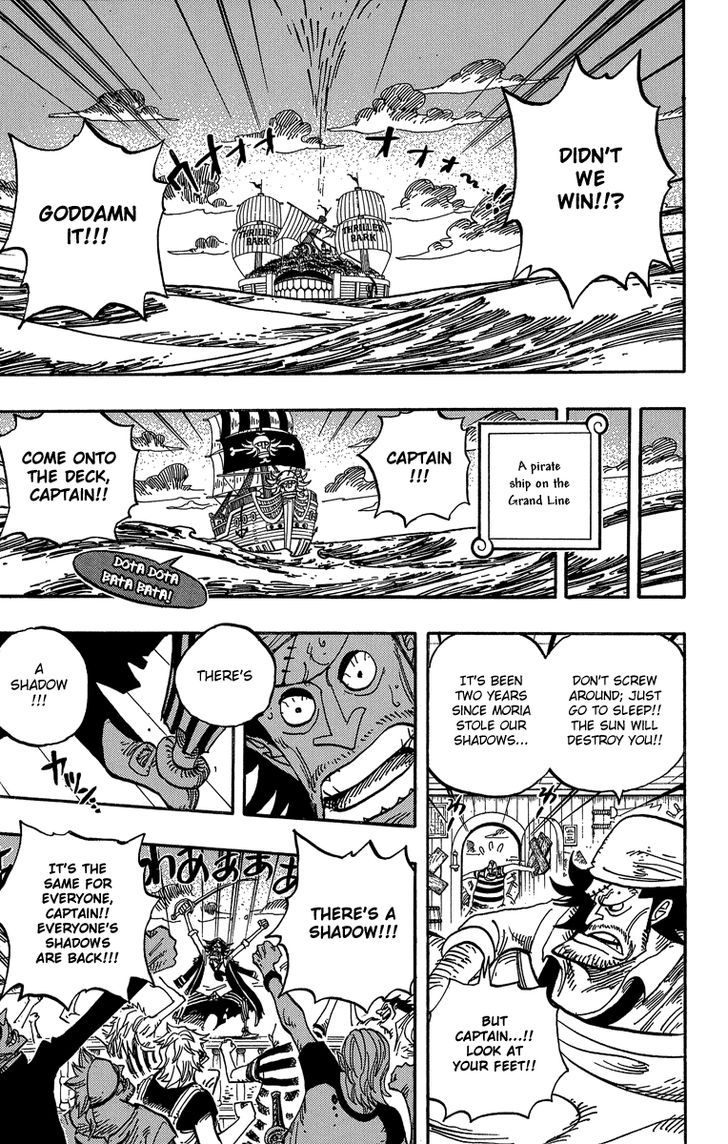 DIDN'T
WE
WIN!!?
GODDAMN
IT!!!
オオオ
オオオ
THRILLER
BARK
THRILLER
BARK
A pirate
ship on the
Grand Line
CAPTAIN
!!!
COME ONTO
THE DECK,
CAPTAIN!!
DOTA DOTA
BATA BATA!
DON'T SCREW
AROUND; JUST
GO TO SLEEP!!
THE SUN WILL
DESTROY YOU!!
IT'S BEEN
TWO YEARS
SINCE MORIA
STOLE OUR
SHADOWS...
BUT
CAPTAIN...!!
LOOK AT
YOUR FEET!!
THERE'S
A
SHADOW
!!!
THERE'S A
SHADOW!!!
わあぁぁぁ
IT'S THE
SAME FOR
EVERYONE,
CAPTAIN!!
EVERYONE'S
SHADOWS
ARE BACK!!!